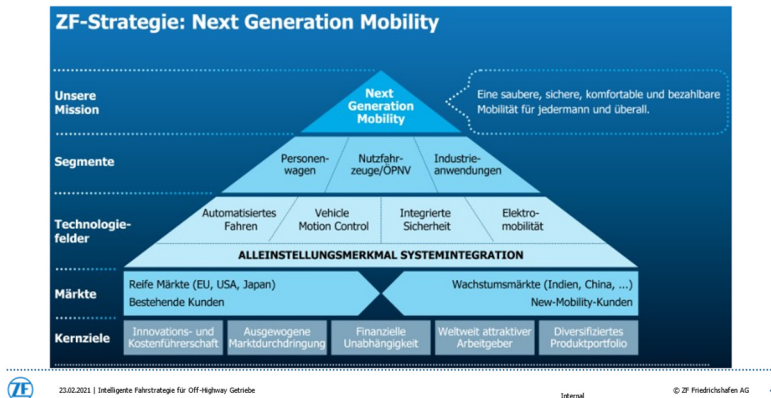 ZF-Strategie: Next Generation Mobility
Unsere
Mission
Next
Generation
Mobility
Eine saubere, sichere, komfortable und bezahlbare
Mobilität für jedermann und überall.
Segmente
Personen-
wagen
Nutzfahr-
zeuge/ÖPNV
Industrie-
anwendungen
Technologie-
felder
Automatisiertes
Fahren
Vehicle
Motion Control
Integrierte
Sicherheit
Elektro-
mobilität
ALLEINSTELLUNGSMERKMAL SYSTEMINTEGRATION
Märkte
Reife Märkte (EU, USA, Japan)
Bestehende Kunden
Wachstumsmärkte (Indien, China, ...)
New-Mobility-Kunden
Kernziele
Innovations- und
Kostenführerschaft
Ausgewogene
Marktdurchdringung
Finanzielle
Unabhängigkeit
Weltweit attraktiver
Arbeitgeber
Diversifiziertes
Produktportfolio
ZF
23.02.2021 | Intelligente Fahrstrategie für Off-Highway Getriebe
Internal
© ZF Friedrichshafen AG